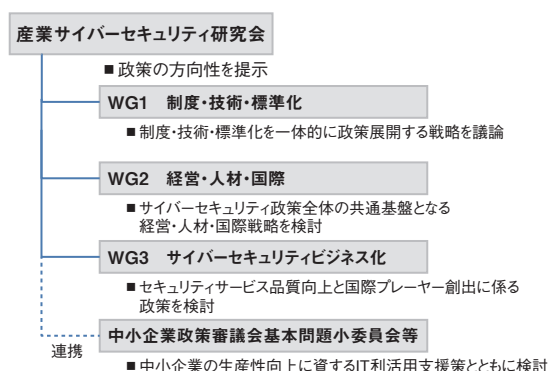 産業サイバーセキュリティ研究会
■ 政策の方向性を提示
WG1　制度・技術・標準化
■ 制度・技術・標準化を一体的に政策展開する戦略を議論
WG2　経営・人材・国際
■ サイバーセキュリティ政策全体の共通基盤となる
経営・人材・国際戦略を検討
WG3　サイバーセキュリティビジネス化
■ セキュリティサービス品質向上と国際プレーヤー創出に係る
政策を検討
中小企業政策審議会基本問題小委員会等
連携
■ 中小企業の生産性向上に資するIT利活用支援策とともに検討